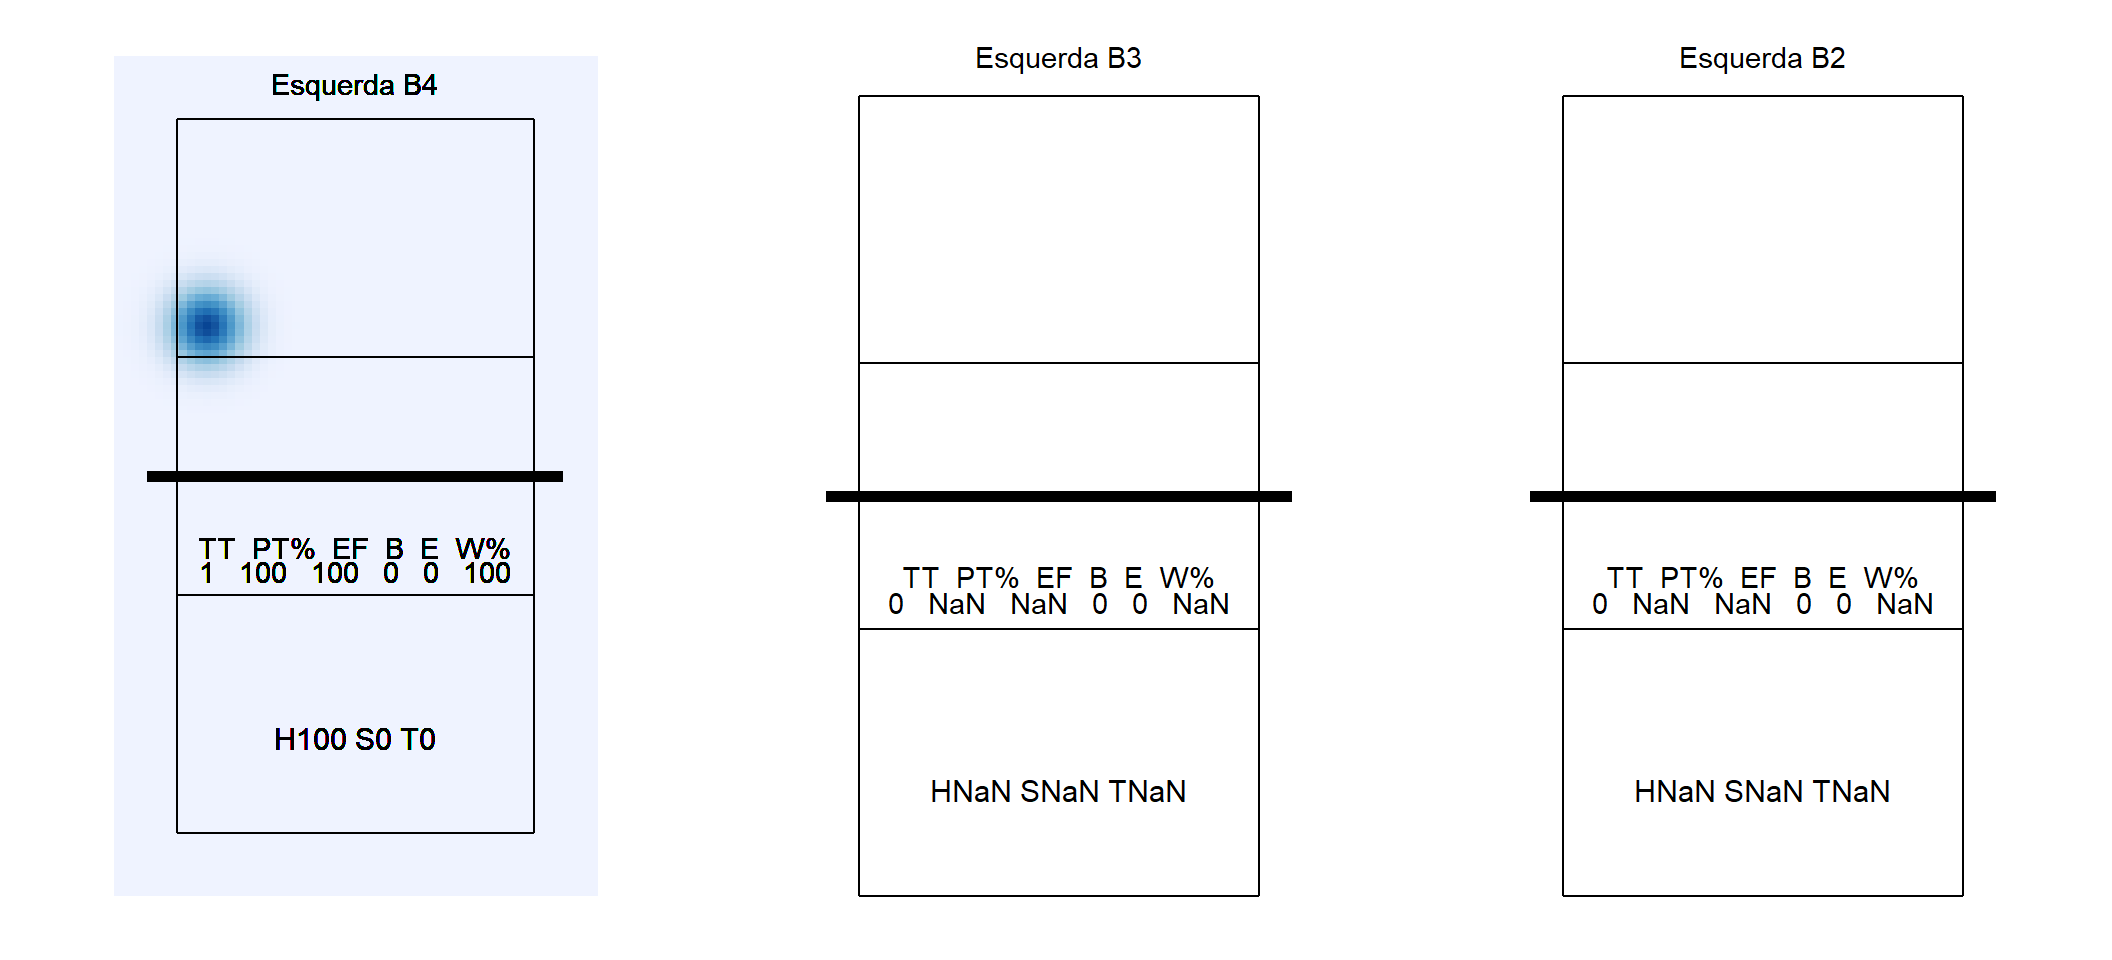 Esquerda B4
TT PT% EF B E W%
1 100 100 0 0 100
H100 S0 T0
Esquerda B3
TT PT% EF B E W%
0 NaN NaN 0 0 NaN
HNaN SNaN TNaN
Esquerda B2
TT PT% EF B E W%
0 NaN NaN 0 0 NaN
HNaN SNaN TNaN